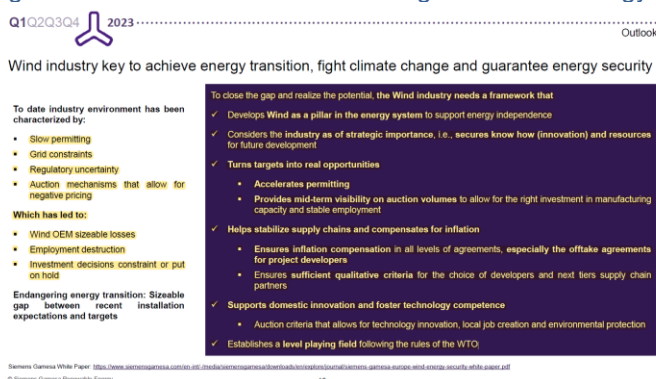 Q1Q2Q3Q4 2023
Outlook
Wind industry key to achieve energy transition, fight climate change and guarantee energy security
To date industry environment has been
characterized by:
▪ Slow permitting
▪ Grid constraints
▪ Regulatory uncertainty
▪ Auction mechanisms that allow for
negative pricing
Which has led to:
▪ Wind OEM sizeable losses
▪ Employment destruction
▪ Investment decisions constraint or put
on hold
Endangering energy transition: Sizeable
gap between recent installation
expectations and targets
To close the gap and realize the potential, the Wind industry needs a framework that
✓ Develops Wind as a pillar in the energy system to support energy independence
✓ Considers the industry as of strategic importance, i.e., secures know how (innovation) and resources
for future development
✓ Turns targets into real opportunities
▪ Accelerates permitting
▪ Provides mid-term visibility on auction volumes to allow for the right investment in manufacturing
capacity and stable employment
✓ Helps stabilize supply chains and compensates for inflation
▪ Ensures inflation compensation in all levels of agreements, especially the offtake agreements
for project developers
▪ Ensures sufficient qualitative criteria for the choice of developers and next tiers supply chain
partners
✓ Supports domestic innovation and foster technology competence
▪ Auction criteria that allows for technology innovation, local job creation and environmental protection
✓ Establishes a level playing field following the rules of the WTO
Siemens Gamesa White Paper: https://www.siemensgamesa.com/en-int/-/media/siemensgamesa/downloads/en/explore/journal/siemens-gamesa-europe-wind-energy-security-white-paper.pdf